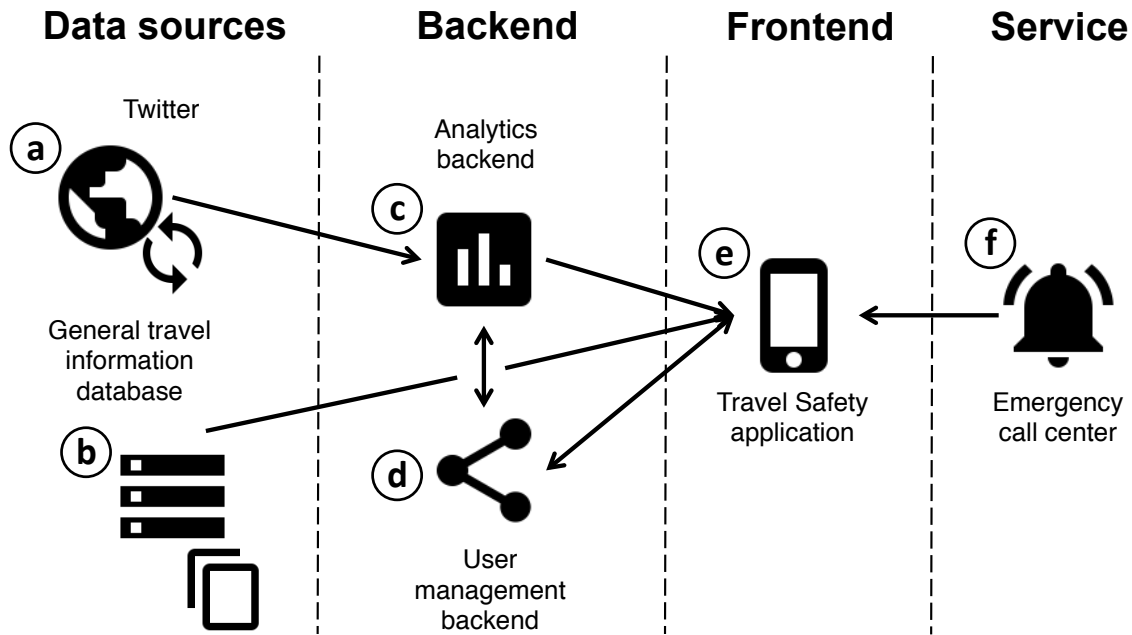 Data sources
Backend
Frontend
Service
Twitter
a
General travel
information
database
b
Analytics
backend
c
d
User
management
backend
e
Travel Safety
application
f
Emergency
call center